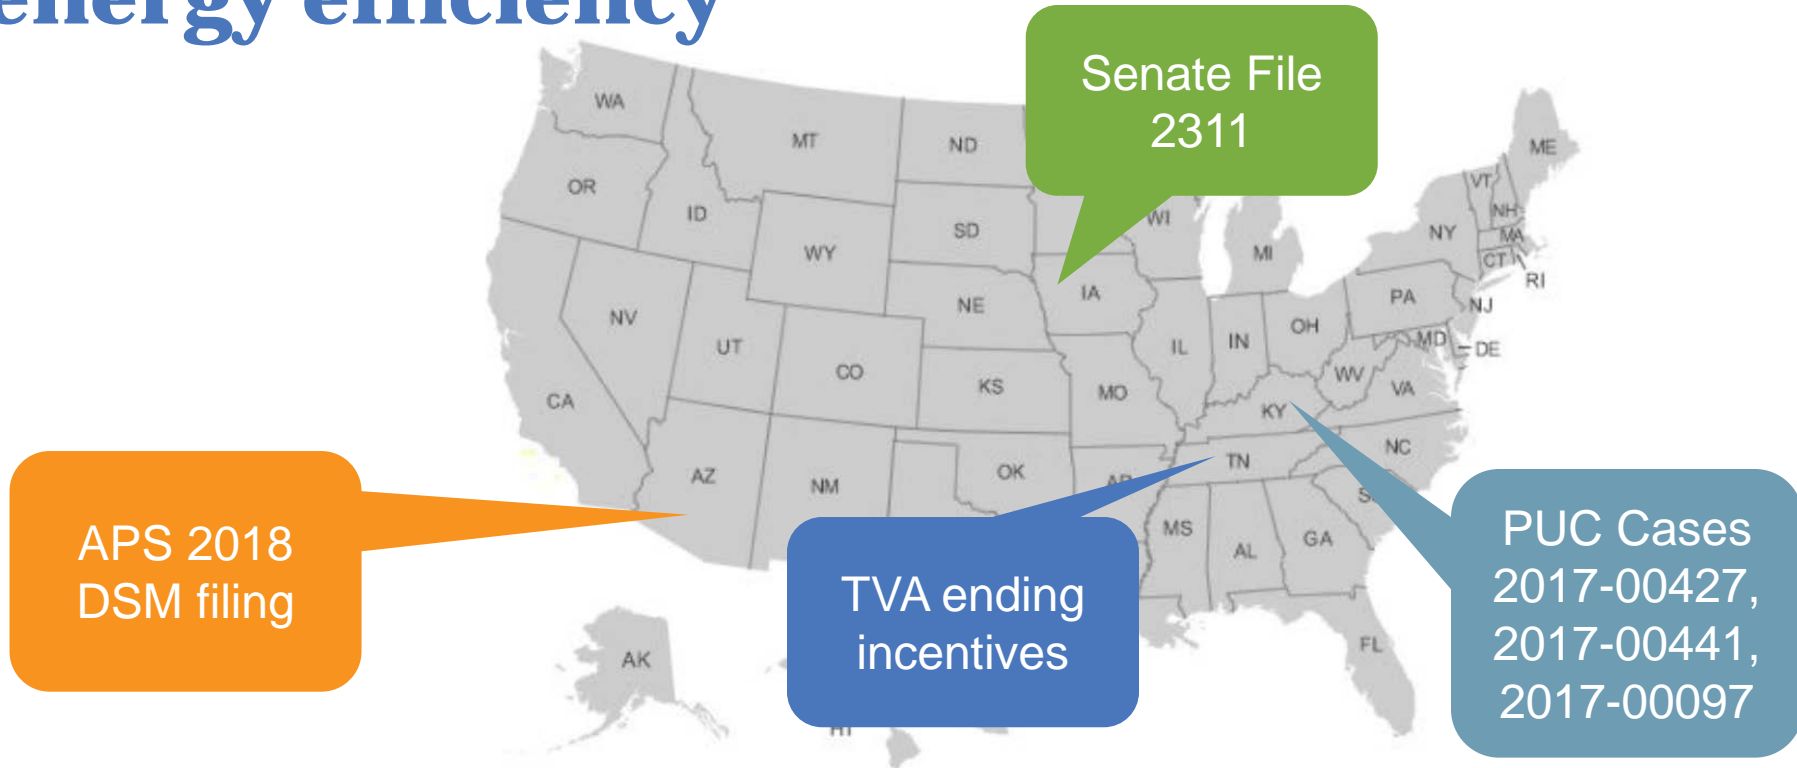 energy efficiency
Senate File
2311
WA
MT
ND
ME
OR
ID
SD
WI
VT
NH
NY
MA
MI
WY
CT
RI
NE
IA
PA
NJ
NV
UT
OH
IL
IN
MD
DE
CO
WV
CA
KS
MO
VA
KY
NC
AZ
NM
OK
TN
APS 2018
DSM filing
MS
AL
GA
TVA ending
incentives
PUC Cases
2017-00427,
2017-00441,
2017-00097
FL
AK